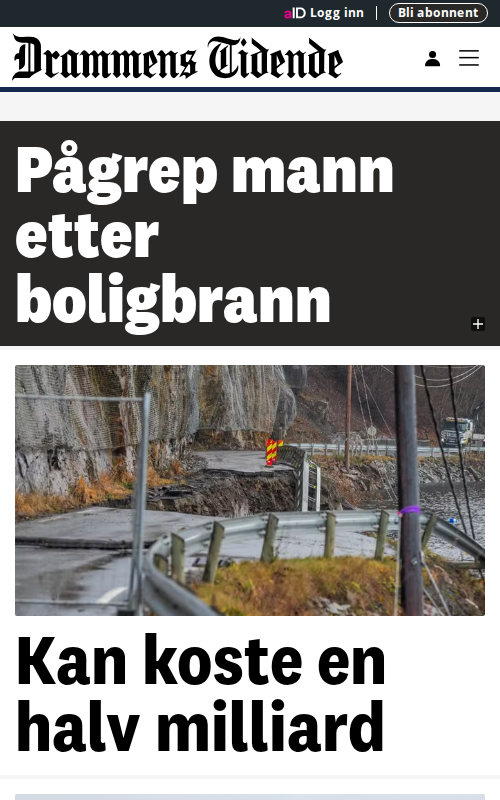 aID Logg inn
Bli abonnent
Drammens Tidende
Pågrep mann
etter
boligbrann
Kan koste en
halv milliard